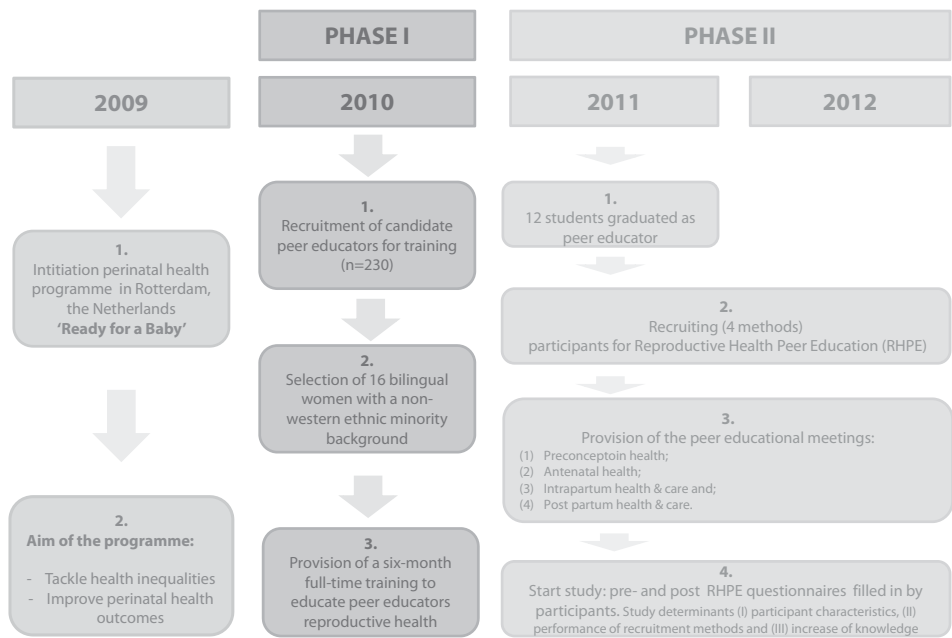 PHASE I
PHASE II
2009
2010
2011
2012
1.
Intitiation perinatal health
programme in Rotterdam,
the Netherlands
'Ready for a Baby'
2.
Aim of the programme:
- Tackle health inequalities
- Improve perinatal health
outcomes
1.
Recruitment of candidate
peer educators for training
(n=230)
2.
Selection of 16 bilingual
women with a non-
western ethnic minority
background
3.
Provision of a six-month
full-time training to
educate peer educators
reproductive health
1.
12 students graduated as
peer educator
2.
Recruiting (4 methods)
participants for Reproductive Health Peer Education (RHPE)
3.
Provision of the peer educational meetings:
(1) Preconceptoin health;
(2) Antenatal health;
(3) Intrapartum health & care and;
(4) Post partum health & care.
4.
Start study: pre- and post RHPE questionnaires filled in by
participants. Study determinants (I) participant characteristics, (II)
performance of recruitment methods and (III) increase of knowledge